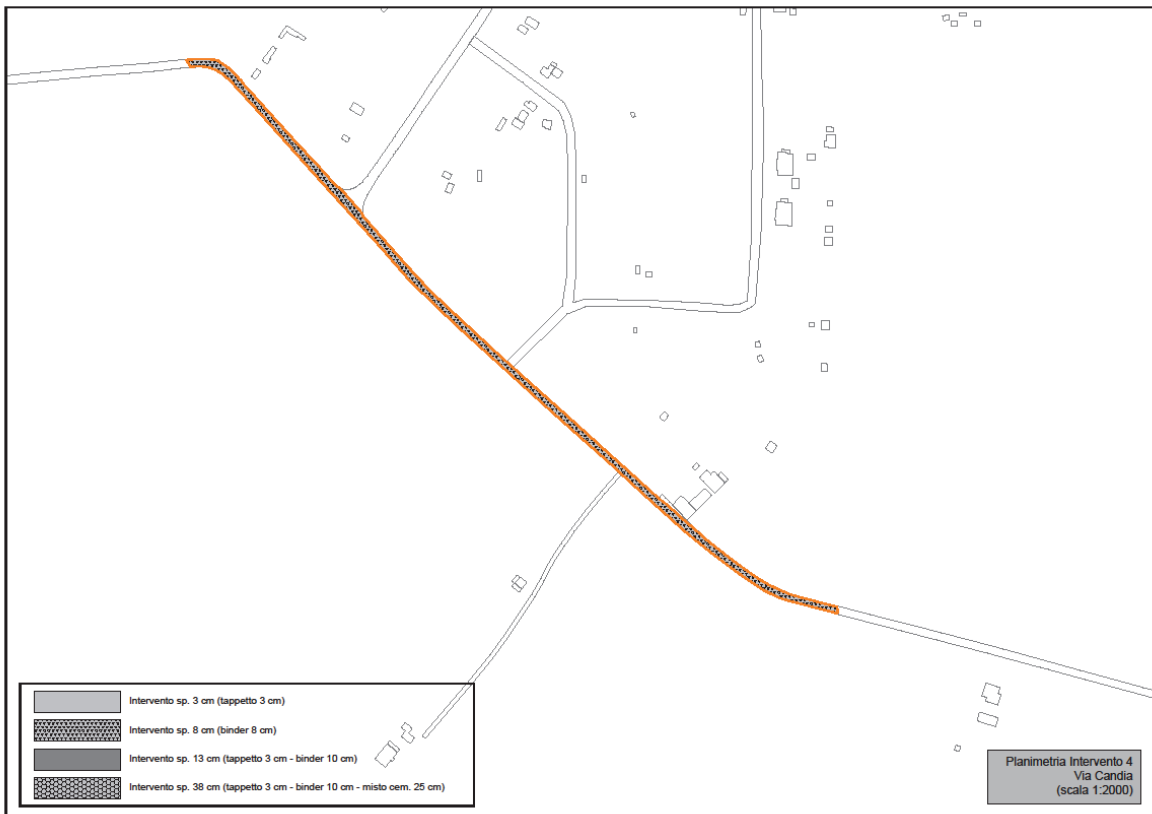 Intervento sp. 3 cm (tappetto 3 cm)
Intervento sp. 8 cm (binder 8 cm)
Intervento sp. 13 cm (tappetto 3 cm - binder 10 cm)
Intervento sp. 38 cm (tappetto 3 cm - binder 10 cm - misto cem. 25 cm)
Planimetria Intervento 4
Via Candia
(scala 1:2000)